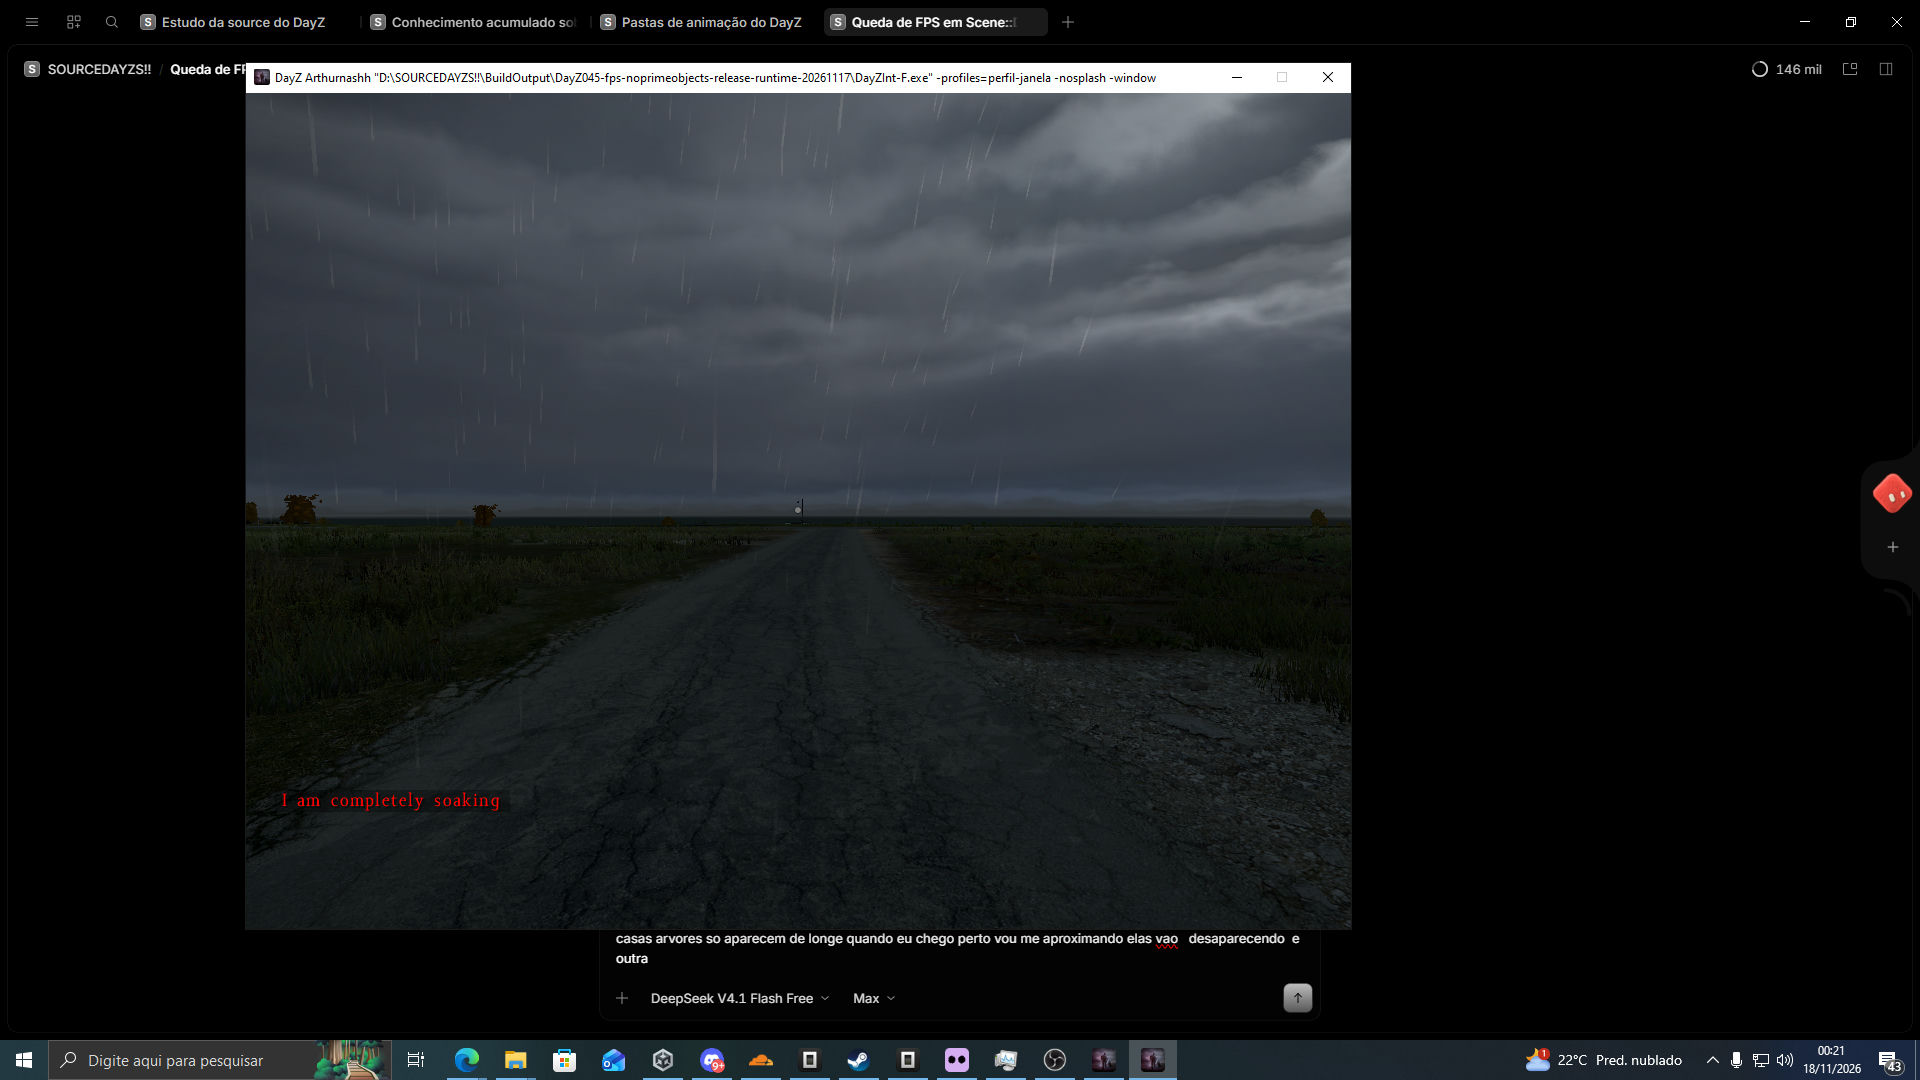 Estudo da source do DayZ
Conhecimento acumulado so
Pastas de animação do DayZ
Queda de FPS em Scene::
SOURCEDAYZS!! / Queda de F
146 mil
DayZ Arthurnashh "D:\SOURCEDAYZS!!\BuildOutput\DayZ045-fps-noprimeobjects-release-runtime-20261117\DayZInt-F.exe" -profiles=perfil-janela -nosplash -window
I am completely soaking
casas arvores so aparecem de longe quando eu chego perto vou me aproximando elas vao desaparecendo e
outra
DeepSeek V4.1 Flash Free
Max
Digite aqui para pesquisar
9+
1
22°C Pred. nublado
00:21
18/11/2026
43